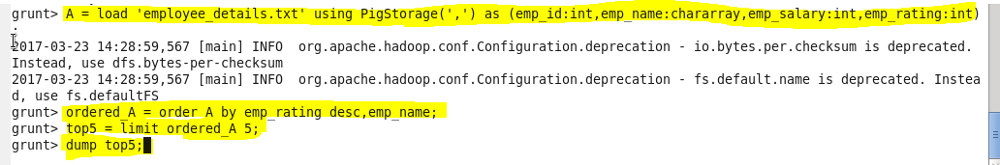 grunt> A = load 'employee_details.txt' using PigStorage(',') as (emp_id:int,emp_name:chararray,emp_salary:int,emp_rating:int)
;
2017-03-23 14:28:59,567 [main] INFO  org.apache.hadoop.conf.Configuration.deprecation - io.bytes.per.checksum is deprecated.
Instead, use dfs.bytes-per-checksum
2017-03-23 14:28:59,567 [main] INFO  org.apache.hadoop.conf.Configuration.deprecation - fs.default.name is deprecated. Instea
d, use fs.defaultFS
grunt> ordered_A = order A by emp_rating desc,emp_name;
grunt> top5 = limit ordered_A 5;
grunt> dump top5;